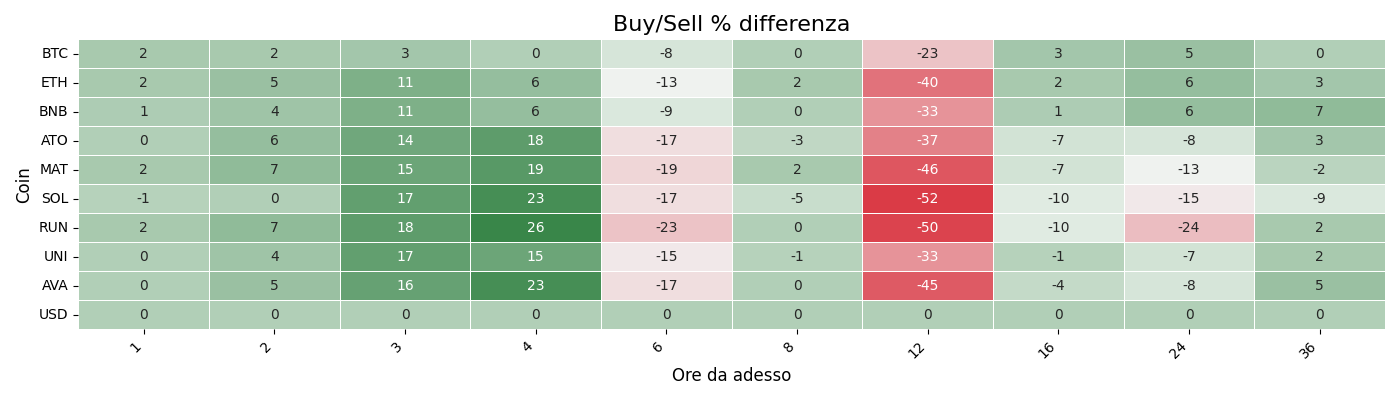 Buy/Sell % differenza
BTC 2 2 3 0 -8 0 -23 3 5 0
ETH 2 5 11 6 -13 2 -40 2 6 3
BNB 1 4 11 6 -9 0 -33 1 6 7
ATO 0 6 14 18 -17 -3 -37 -7 -8 3
MAT 2 7 15 19 -19 2 -46 -7 -13 -2
SOL -1 0 17 23 -17 -5 -52 -10 -15 -9
RUN 2 7 18 26 -23 0 -50 -10 -24 2
UNI 0 4 17 15 -15 -1 -33 -1 -7 2
AVA 0 5 16 23 -17 0 -45 -4 -8 5
USD 0 0 0 0 0 0 0 0 0 0
Coin
1 2 3 4 6 8 12 16 24 36
Ore da adesso